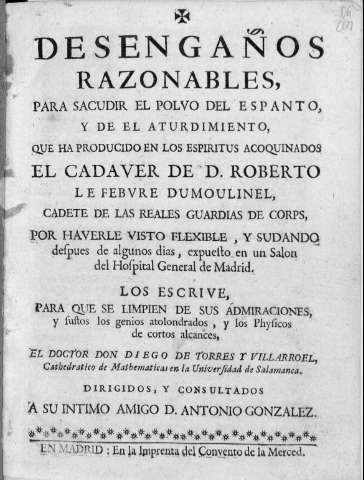 DESENGAÑOS
RAZONABLES,
PARA SACUDIR EL POLVO DEL ESPANTO,
Y DE EL ATURDIMIENTO,
QUE HA PRODUCIDO EN LOS ESPIRITUS ACOQUINADOS
EL CADAVER DE D. ROBERTO
LE FEBVRE DUMOULINEL,
CADETE DE LAS REALES GUARDIAS DE CORPS,
POR HAVERLE VISTO FLEXIBLE, Y SUDANDO
despues de algunos dias, expuesto en un Salon
del Hospital General de Madrid.
LOS ESCRIVE,
PARA QUE SE LIMPIEN DE SUS ADMIRACIONES,
y sustos los genios atolondrados, y los Physicos
de cortos alcances,
EL DOCTOR DON DIEGO DE TORRES Y VILLARROEL,
Cathedratico de Mathematicas en la Universidad de Salamanca.
DIRIGIDOS, Y CONSULTADOS
A SU INTIMO AMIGO D. ANTONIO GONZALEZ.
EN MADRID: En la Imprenta del Convento de la Merced.